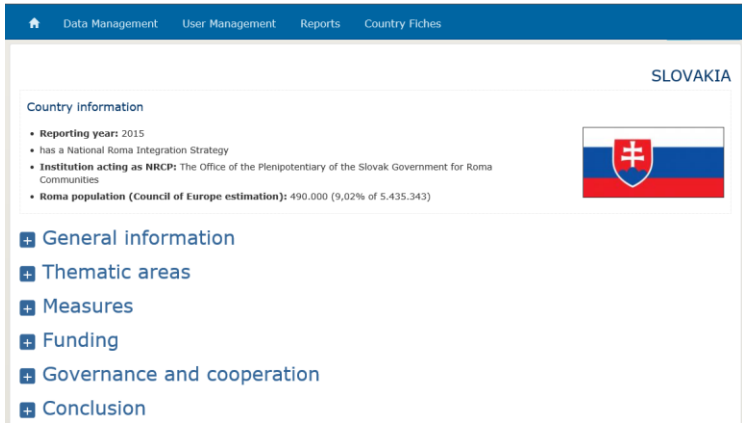 Data Management User Management Reports Country Fiches
SLOVAKIA
Country information
• Reporting year: 2015
• has a National Roma Integration Strategy
• Institution acting as NRCP: The Office of the Plenipotentiary of the Slovak Government for Roma
Communities
• Roma population (Council of Europe estimation): 490.000 (9,02% of 5.435.343)
General information
Thematic areas
Measures
Funding
Governance and cooperation
Conclusion